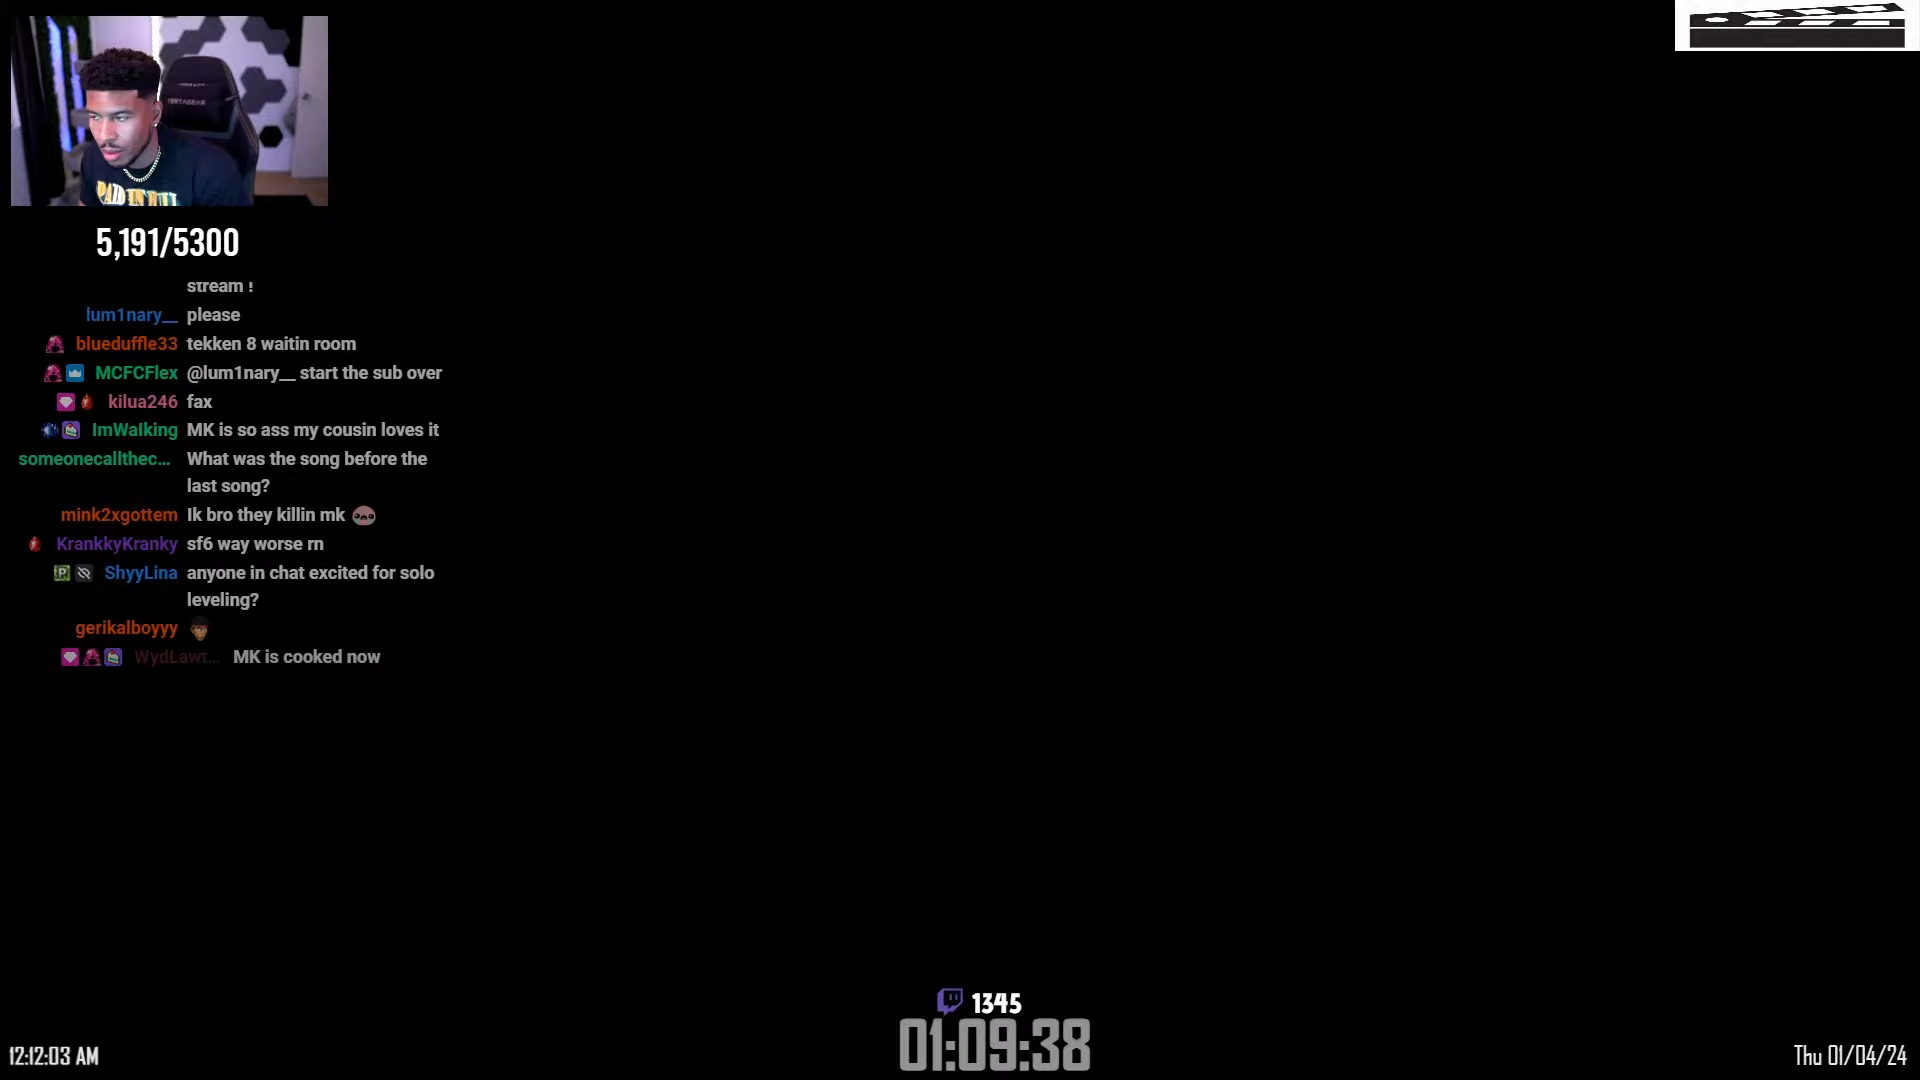 5,191/5300
stream !
lum1nary__ please
blueduffle33 tekken 8 waitin room
MCFCFlex @lum1nary__ start the sub over
kilua246 fax
ImWalking MK is so ass my cousin loves it
someonecallthec... What was the song before the
last song?
mink2xgottem Ik bro they killin mk
KrankkyKranky sf6 way worse rn
ShyyLina anyone in chat excited for solo
leveling?
gerikalboyyy
WydLawt... MK is cooked now
1345
01:09:38
12:12:03 AM
Thu 01/04/24